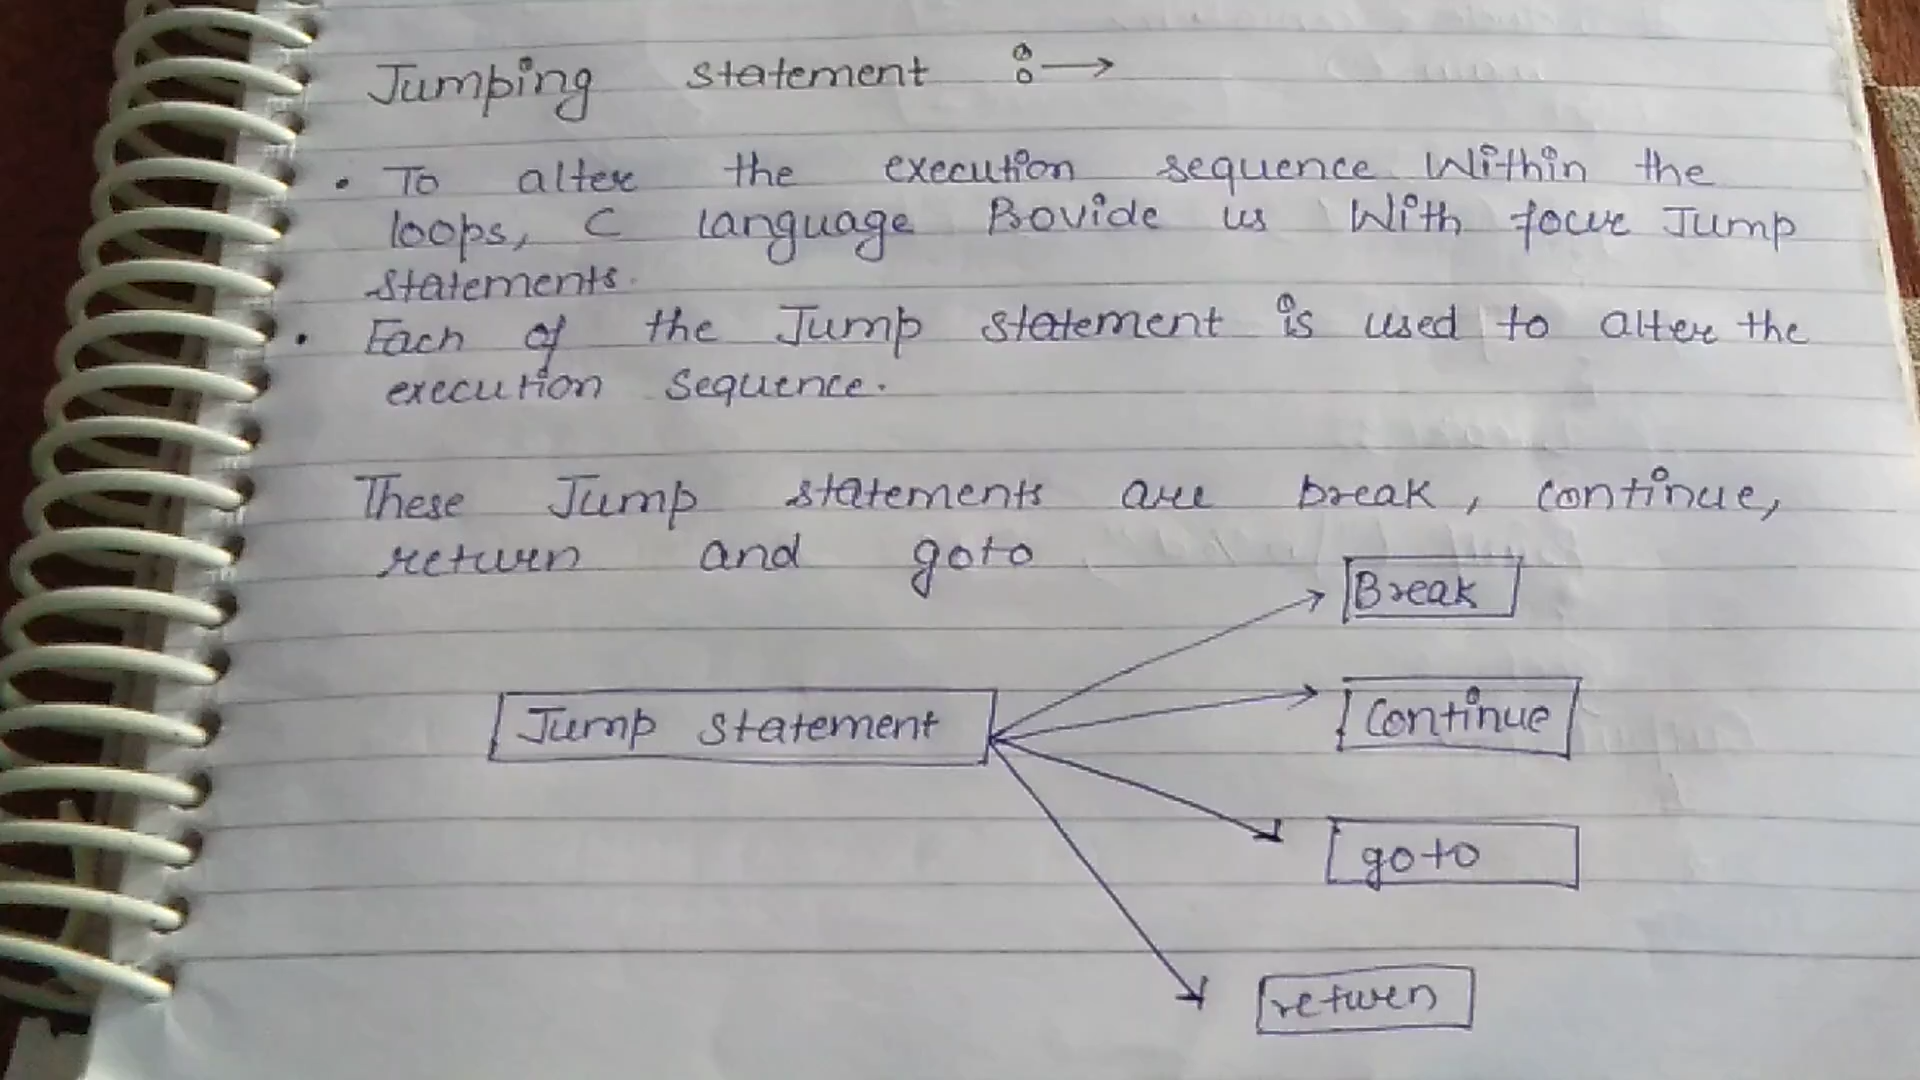 Jumping statement :→
• To alter the execution sequence Within the
loops, C language Provide us With four Jump
statements.
• Each of the Jump statement is used to alter the
execution sequence.
These Jump statements are break, continue,
return and goto
Break
Jump statement
Continue
goto
return